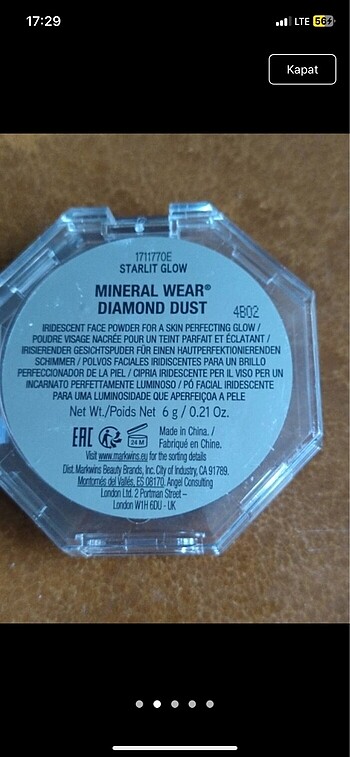 17:29
LTE 56
Kapat
1711770E
STARLIT GLOW
MINERAL WEAR®
DIAMOND DUST
4B02
IRIDESCENT FACE POWDER FOR A SKIN PERFECTING GLOW /
POUDRE VISAGE NACRÉE POUR UN TEINT PARFAIT ET ÉCLATANT /
IRISIERENDER GESICHTSPUDER FÜR EINEN HAUTPERFEKTIONIERENDEN
SCHIMMER / POLVOS FACIALES IRIDISCENTES PARA UN BRILLO
PERFECCIONADOR DE LA PIEL / CIPRIA IRIDESCENTE PER IL VISO PER UN
INCARNATO PERFETTAMENTE LUMINOSO / PÓ FACIAL IRIDESCENTE
PARA UMA LUMINOSIDADE QUE APERFEIÇOA A PELE
Net Wt./Poids Net 6 g / 0.21 Oz.
EAC 24 M Made in China. /
Fabriqué en Chine.
Visit www.markwins.eu for the sorting details
Dist. Markwins Beauty Brands, Inc. City of Industry, CA 91789.
Montornés del Vallés, ES 08170. Angel Consulting
London Ltd. 2 Portman Street –
London W1H 6DU - UK